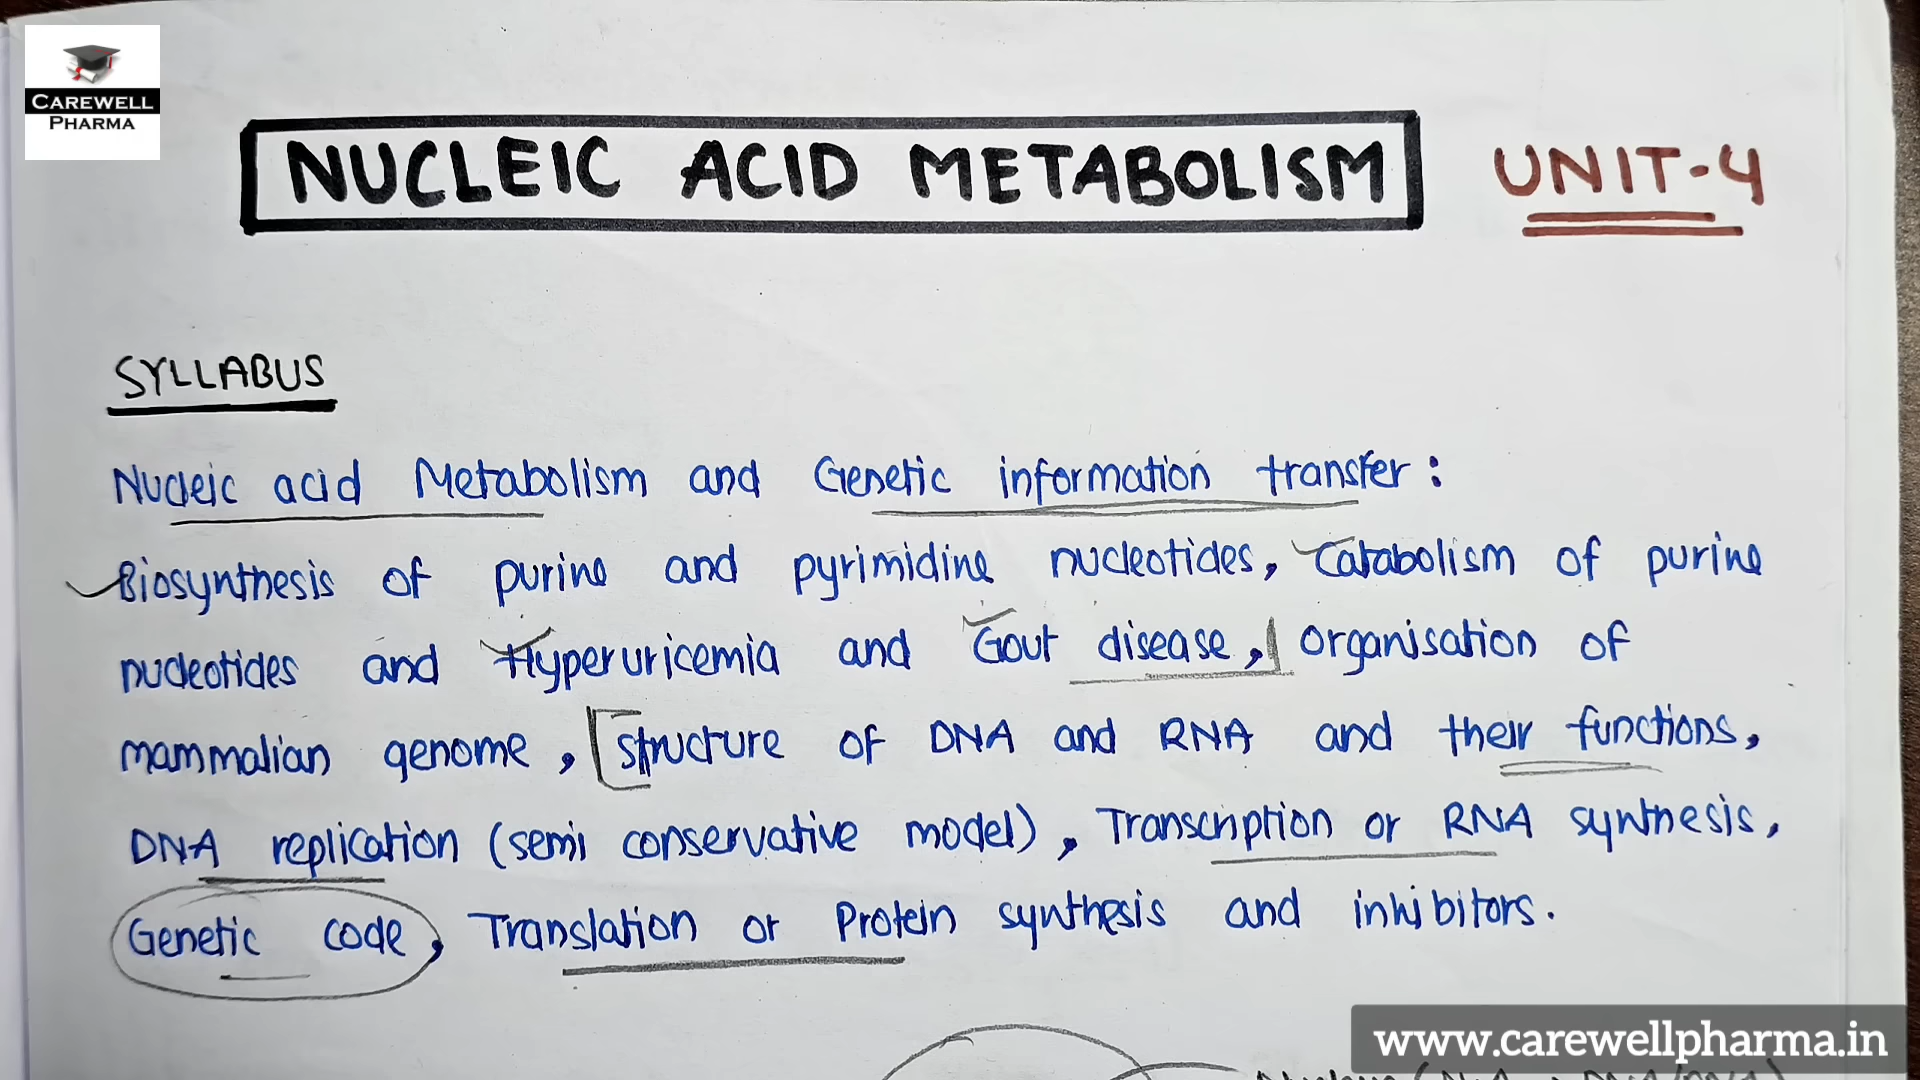 CAREWELL
PHARMA
NUCLEIC ACID METABOLISM UNIT-4
SYLLABUS
Nucleic acid Metabolism and Genetic information transfer:
Biosynthesis of purine and pyrimidine nucleotides, Catabolism of purine
nucleotides and Hyperuricemia and Gout disease, organisation of
mammalian genome, structure of DNA and RNA and their functions,
DNA replication (semi conservative model), Transcription or RNA synthesis,
Genetic code, Translation or Protein synthesis and inhibitors.
www.carewellpharma.in